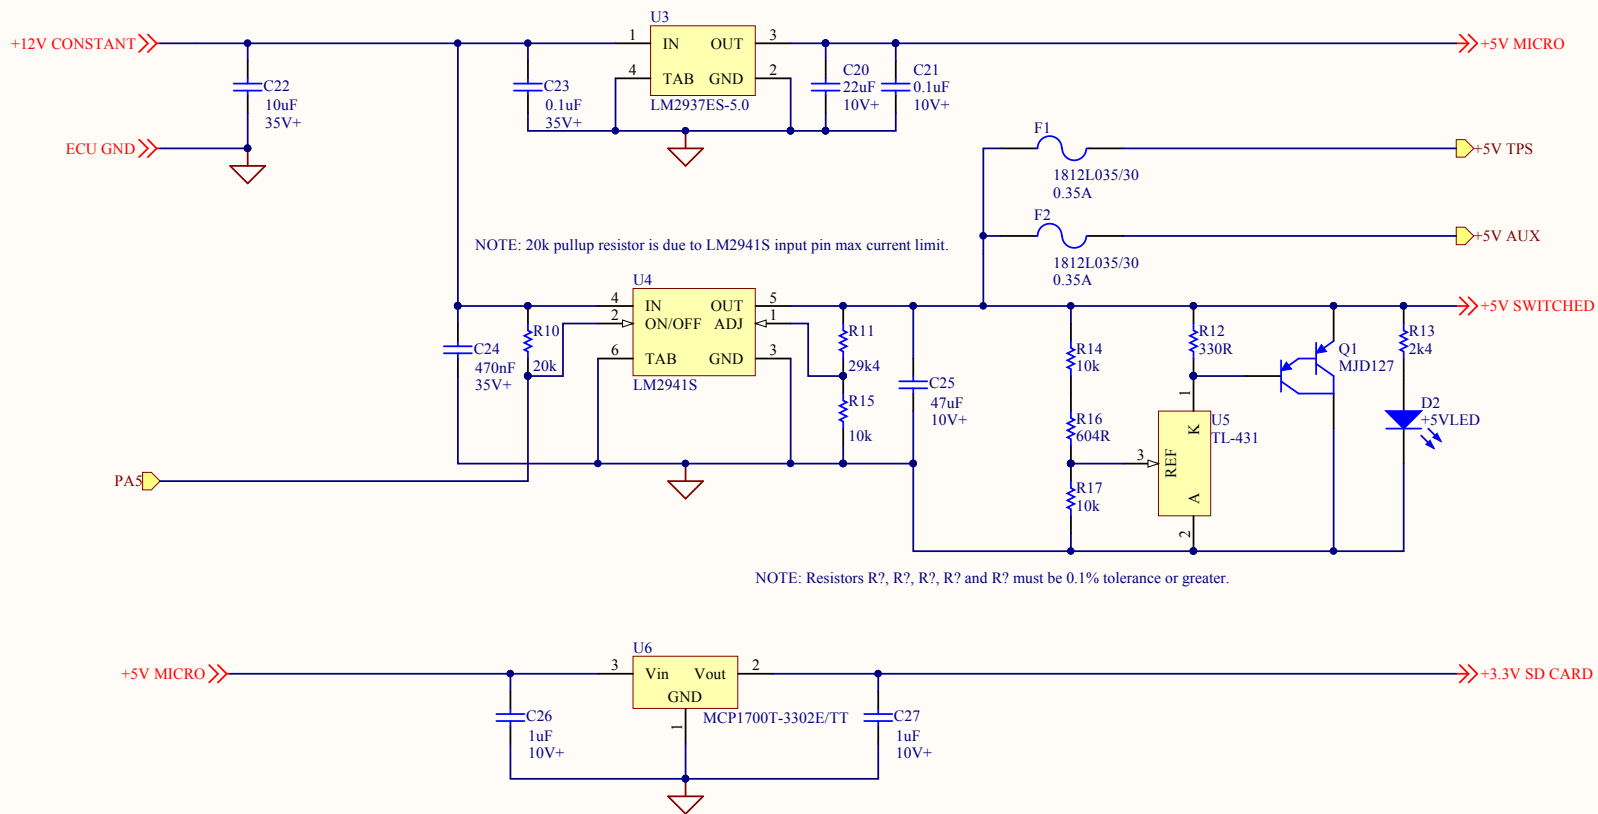 U3
+12V CONSTANT
1
IN
OUT
3
+5V MICRO
4
TAB
GND
2
LM2937ES-5.0
C22
10uF
35V+
C23
0.1uF
35V+
C20
22uF
10V+
C21
0.1uF
10V+
ECU GND
F1
1812L035/30
0.35A
+5V TPS
F2
1812L035/30
0.35A
+5V AUX
NOTE: 20k pullup resistor is due to LM2941S input pin max current limit.
U4
4
IN
OUT
5
2
ON/OFF
ADJ
1
6
TAB
GND
3
LM2941S
+5V SWITCHED
C24
470nF
35V+
R10
20k
R11
29k4
R15
10k
C25
47uF
10V+
R14
10k
R16
604R
R17
10k
R12
330R
Q1
MJD127
R13
2k4
D2
+5VLED
U5
TL-431
1
K
3
REF
A
2
PA5
NOTE: Resistors R?, R?, R?, R? and R? must be 0.1% tolerance or greater.
U6
+5V MICRO
3
Vin
Vout
2
GND
1
MCP1700T-3302E/TT
+3.3V SD CARD
C26
1uF
10V+
C27
1uF
10V+